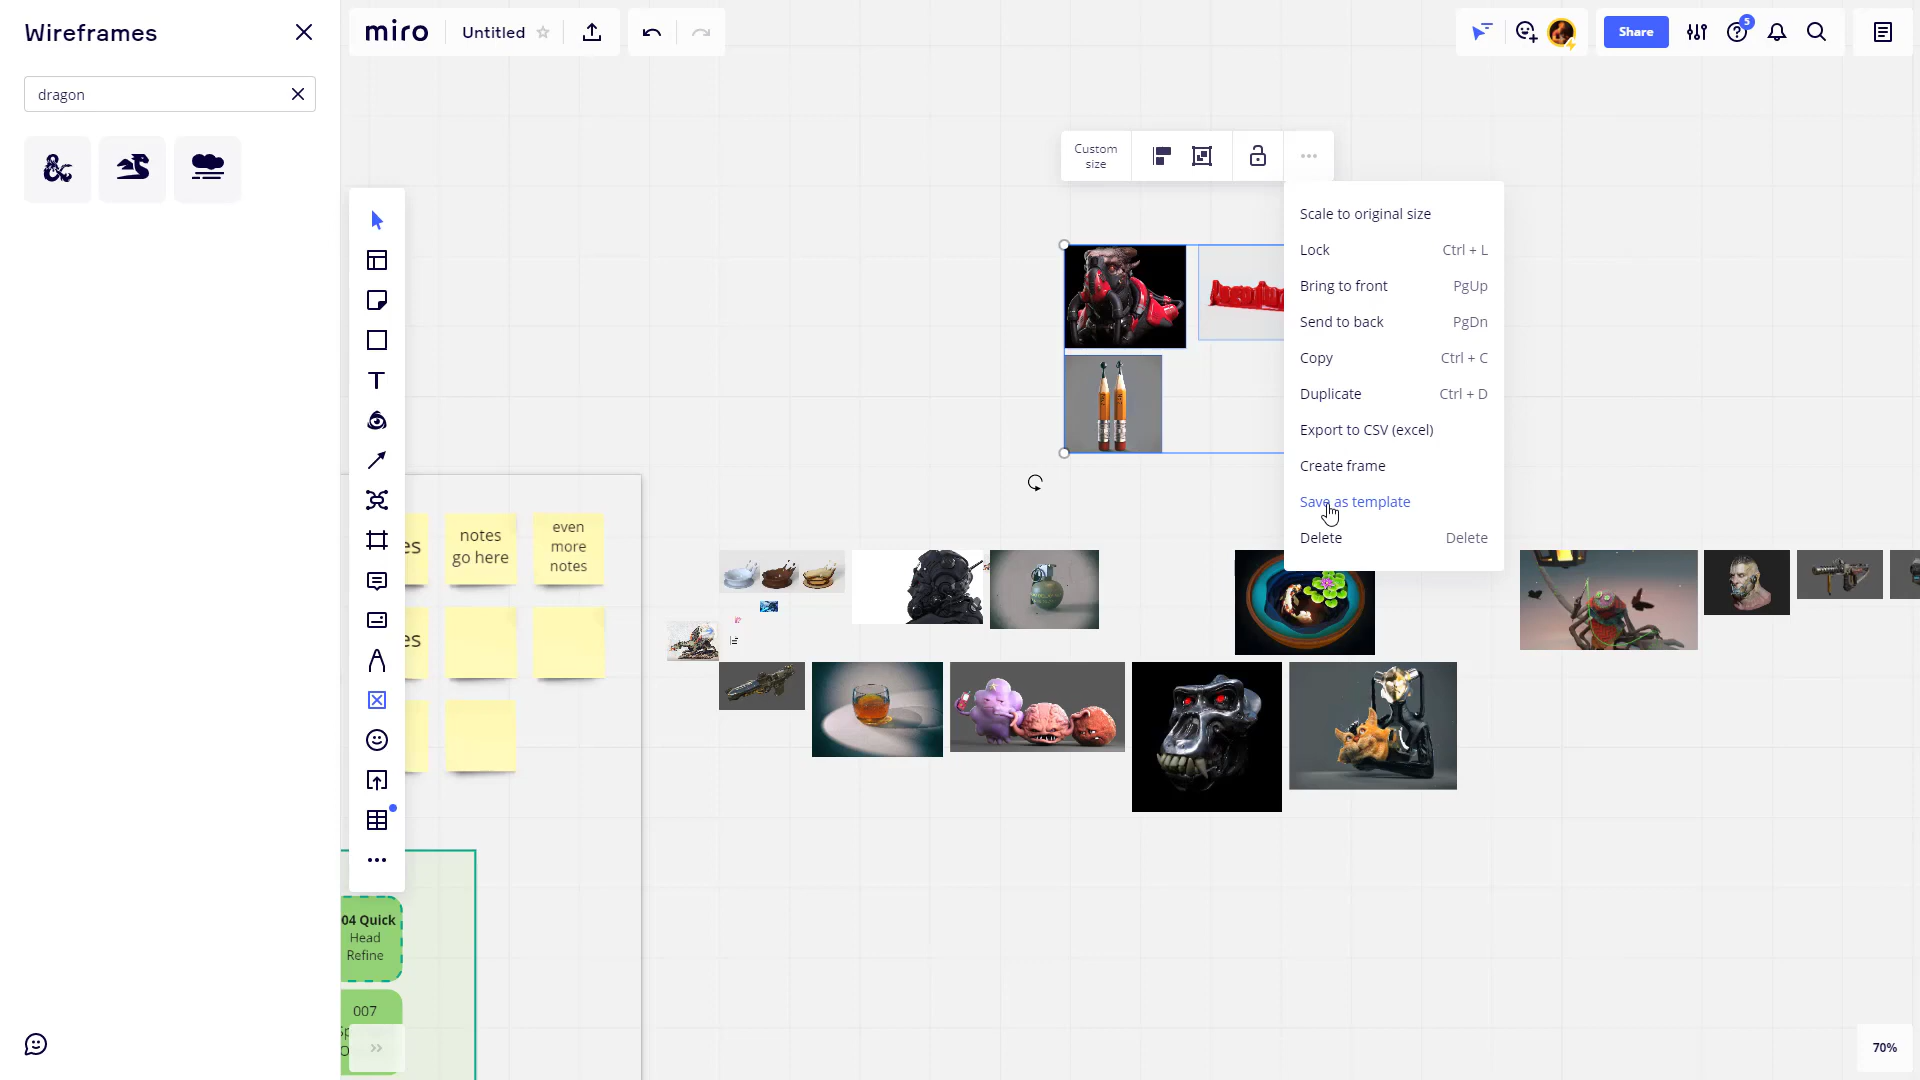 Wireframes
miro
Untitled
Share
5
dragon
Custom
size
Scale to original size
Lock Ctrl + L
Bring to front PgUp
Send to back PgDn
Copy Ctrl + C
Duplicate Ctrl + D
Export to CSV (excel)
Create frame
Save as template
Delete Delete
notes
go here
even
more
notes
es
es
T
04 Quick
Head
Refine
007
70%